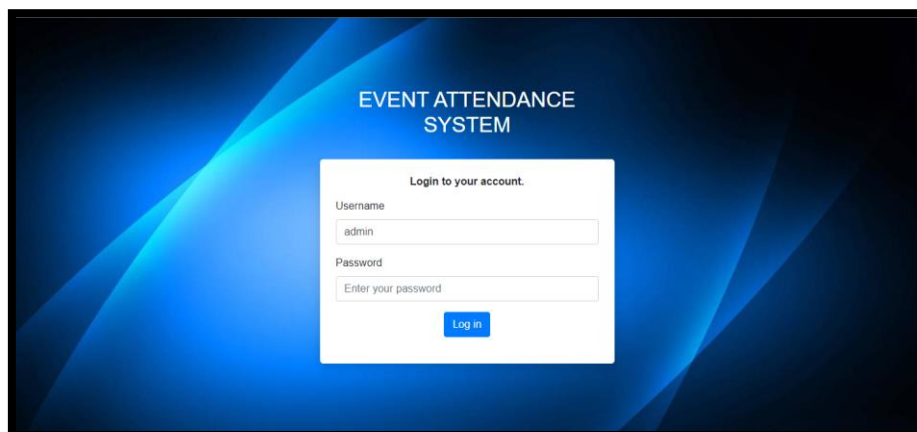 EVENT ATTENDANCE
SYSTEM
Login to your account.
Username
admin
Password
Enter your password
Log in